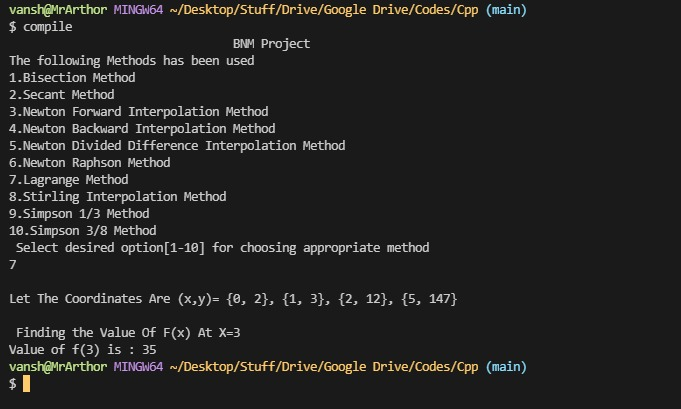 vansh@MrArthor MINGW64 ~/Desktop/Stuff/Drive/Google Drive/Codes/Cpp (main)
$ compile
BNM Project
The following Methods has been used
1.Bisection Method
2.Secant Method
3.Newton Forward Interpolation Method
4.Newton Backward Interpolation Method
5.Newton Divided Difference Interpolation Method
6.Newton Raphson Method
7.Lagrange Method
8.Stirling Interpolation Method
9.Simpson 1/3 Method
10.Simpson 3/8 Method
Select desired option[1-10] for choosing appropriate method
7
Let The Coordinates Are (x,y)= {0, 2}, {1, 3}, {2, 12}, {5, 147}
Finding the Value Of F(x) At X=3
Value of f(3) is : 35
vansh@MrArthor MINGW64 ~/Desktop/Stuff/Drive/Google Drive/Codes/Cpp (main)
$